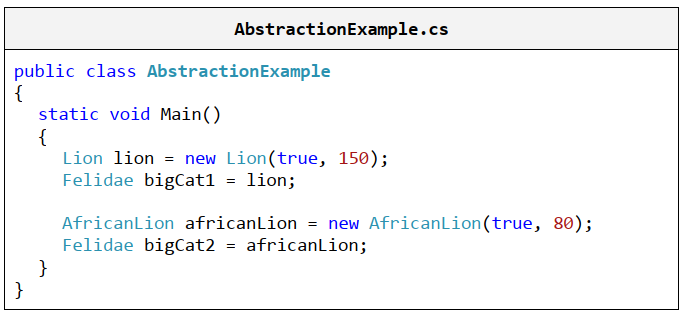 AbstractionExample.cs
public class AbstractionExample
{
static void Main()
{
Lion lion = new Lion(true, 150);
Felidae bigCat1 = lion;
AfricanLion africanLion = new AfricanLion(true, 80);
Felidae bigCat2 = africanLion;
}
}